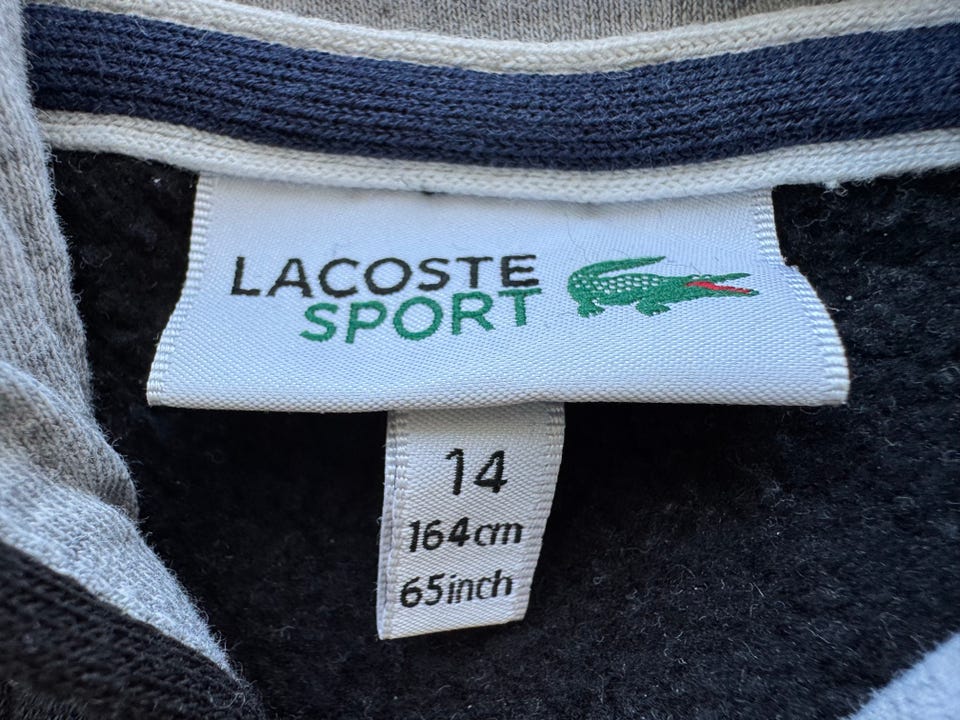 LACOSTE
SPORT
14
164cm
65inch